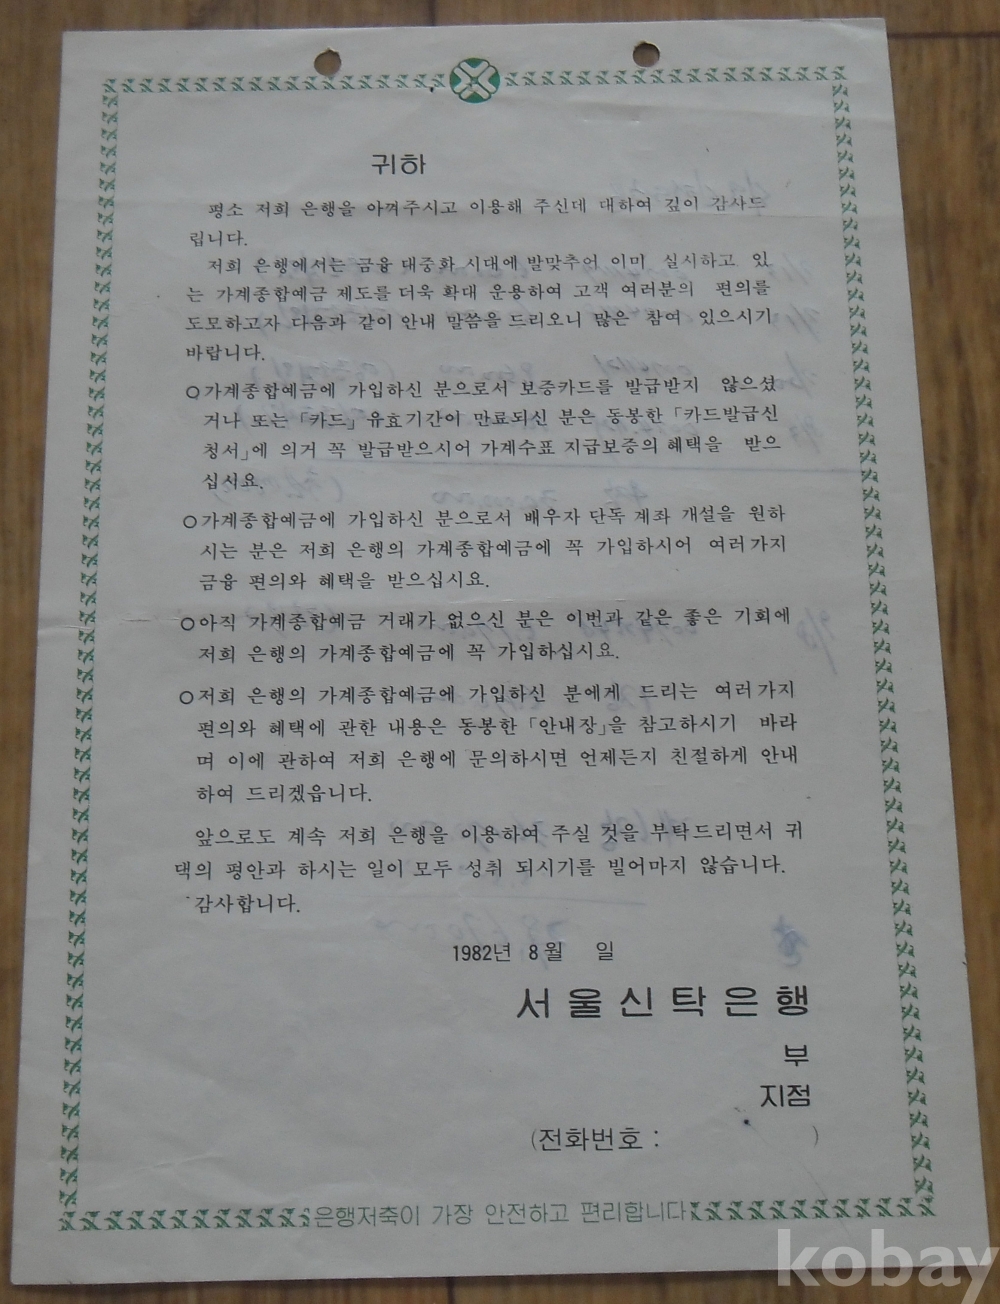 귀하
평소 저희 은행을 아껴주시고 이용해 주신데 대하여 깊이 감사드
립니다.
저희 은행에서는 금융 대중화 시대에 발맞추어 이미 실시하고 있
는 가계종합예금 제도를 더욱 확대 운용하여 고객 여러분의 편의를
도모하고자 다음과 같이 안내 말씀을 드리오니 많은 참여 있으시기
바랍니다.
○가계종합예금에 가입하신 분으로서 보증카드를 발급받지 않으셨
거나 또는 「카드」유효기간이 만료되신 분은 동봉한 「카드발급신
청서」에 의거 꼭 발급받으시어 가계수표 지급보증의 혜택을 받으
십시요.
○가계종합예금에 가입하신 분으로서 배우자 단독 계좌 개설을 원하
시는 분은 저희 은행의 가계종합예금에 꼭 가입하시어 여러가지
금융 편의와 혜택을 받으십시요.
○아직 가계종합예금 거래가 없으신 분은 이번과 같은 좋은 기회에
저희 은행의 가계종합예금에 꼭 가입하십시요.
○저희 은행의 가계종합예금에 가입하신 분에게 드리는 여러가지
편의와 혜택에 관한 내용은 동봉한 「안내장」을 참고하시기 바라
며 이에 관하여 저희 은행에 문의하시면 언제든지 친절하게 안내
하여 드리겠읍니다.
앞으로도 계속 저희 은행을 이용하여 주실 것을 부탁드리면서 귀
댁의 평안과 하시는 일이 모두 성취 되시기를 빌어마지 않습니다.
감사합니다.
1982년 8월 일
서울신탁은행
부
지점
(전화번호 : )
은행저축이 가장 안전하고 편리합니다
kobay